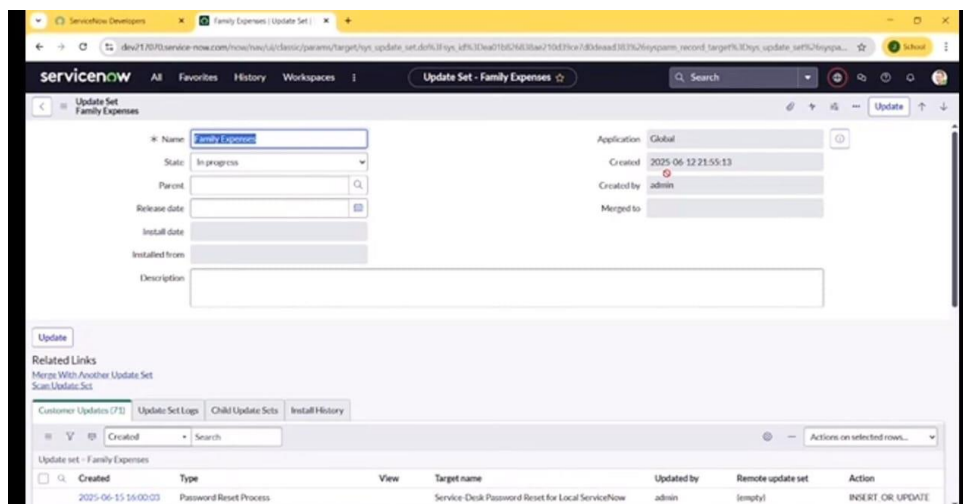 ServiceNow Developers
Family Expenses | Update Set |
School
servicenow All Favorites History Workspaces Update Set - Family Expenses Search
Update Set
Family Expenses
Update
Name Family Expenses Application Global
State In progress Created 2025-06-12 21:55:13
Parent Created by admin
Release date Merged to
Install date
Installed from
Description
Update
Related Links
Merge With Another Update Set
Scan Update Set
Customer Updates (71) Update Set Logs Child Update Sets Install History
Created Search Actions on selected rows...
Update set - Family Expenses
Created Type View Target name Updated by Remote update set Action
2025-06-15 16:00:03 Password Reset Process Service-Desk Password Reset for Local ServiceNow admin (empty) INSERT OR UPDATE